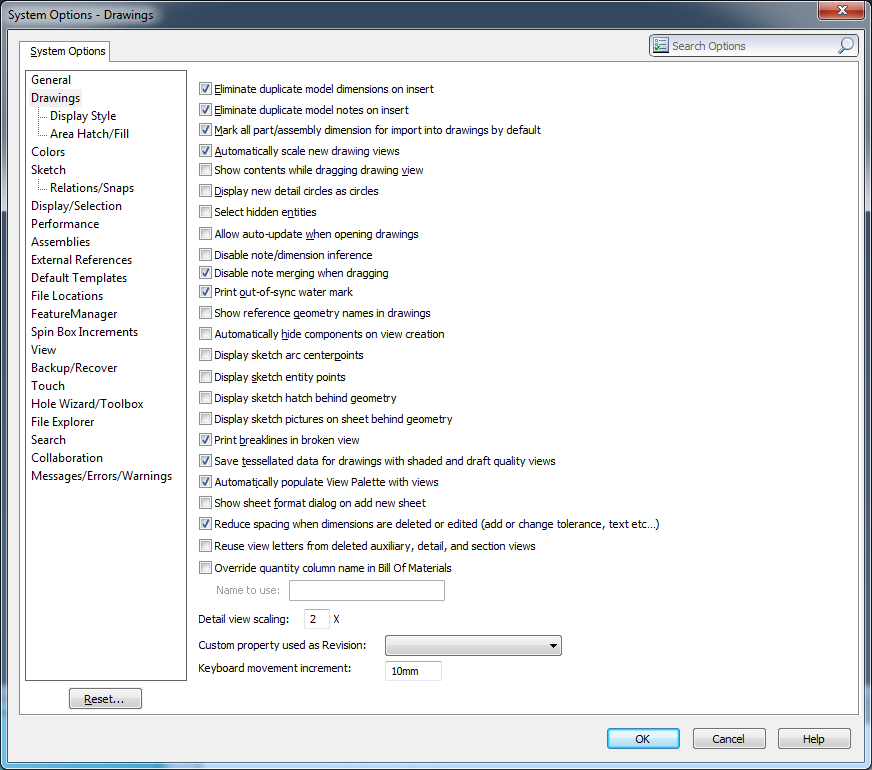 System Options - Drawings
System Options
Search Options
General
Drawings
Display Style
Area Hatch/Fill
Colors
Sketch
Relations/Snaps
Display/Selection
Performance
Assemblies
External References
Default Templates
File Locations
FeatureManager
Spin Box Increments
View
Backup/Recover
Touch
Hole Wizard/Toolbox
File Explorer
Search
Collaboration
Messages/Errors/Warnings
Reset...
Eliminate duplicate model dimensions on insert
Eliminate duplicate model notes on insert
Mark all part/assembly dimension for import into drawings by default
Automatically scale new drawing views
Show contents while dragging drawing view
Display new detail circles as circles
Select hidden entities
Allow auto-update when opening drawings
Disable note/dimension inference
Disable note merging when dragging
Print out-of-sync water mark
Show reference geometry names in drawings
Automatically hide components on view creation
Display sketch arc centerpoints
Display sketch entity points
Display sketch hatch behind geometry
Display sketch pictures on sheet behind geometry
Print breaklines in broken view
Save tessellated data for drawings with shaded and draft quality views
Automatically populate View Palette with views
Show sheet format dialog on add new sheet
Reduce spacing when dimensions are deleted or edited (add or change tolerance, text etc...)
Reuse view letters from deleted auxiliary, detail, and section views
Override quantity column name in Bill Of Materials
Name to use:
Detail view scaling: 2 X
Custom property used as Revision:
Keyboard movement increment: 10mm
OK Cancel Help